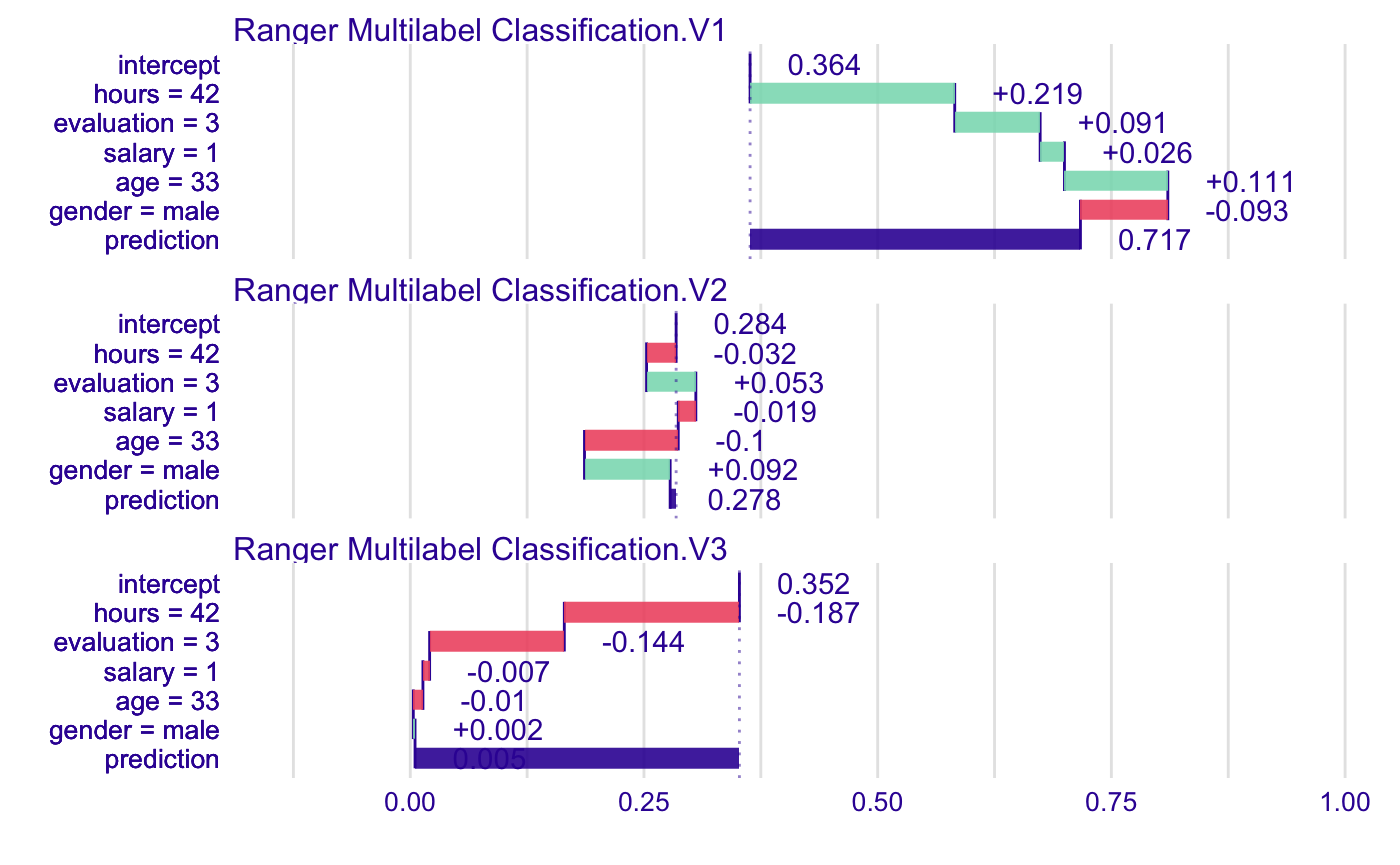 Ranger Multilabel Classification.V1
intercept 0.364
hours = 42 +0.219
evaluation = 3 +0.091
salary = 1 +0.026
age = 33 +0.111
gender = male -0.093
prediction 0.717
Ranger Multilabel Classification.V2
intercept 0.284
hours = 42 -0.032
evaluation = 3 +0.053
salary = 1 -0.019
age = 33 -0.1
gender = male +0.092
prediction 0.278
Ranger Multilabel Classification.V3
intercept 0.352
hours = 42 -0.187
evaluation = 3 -0.144
salary = 1 -0.007
age = 33 -0.01
gender = male +0.002
prediction 0.005
0.00 0.25 0.50 0.75 1.00